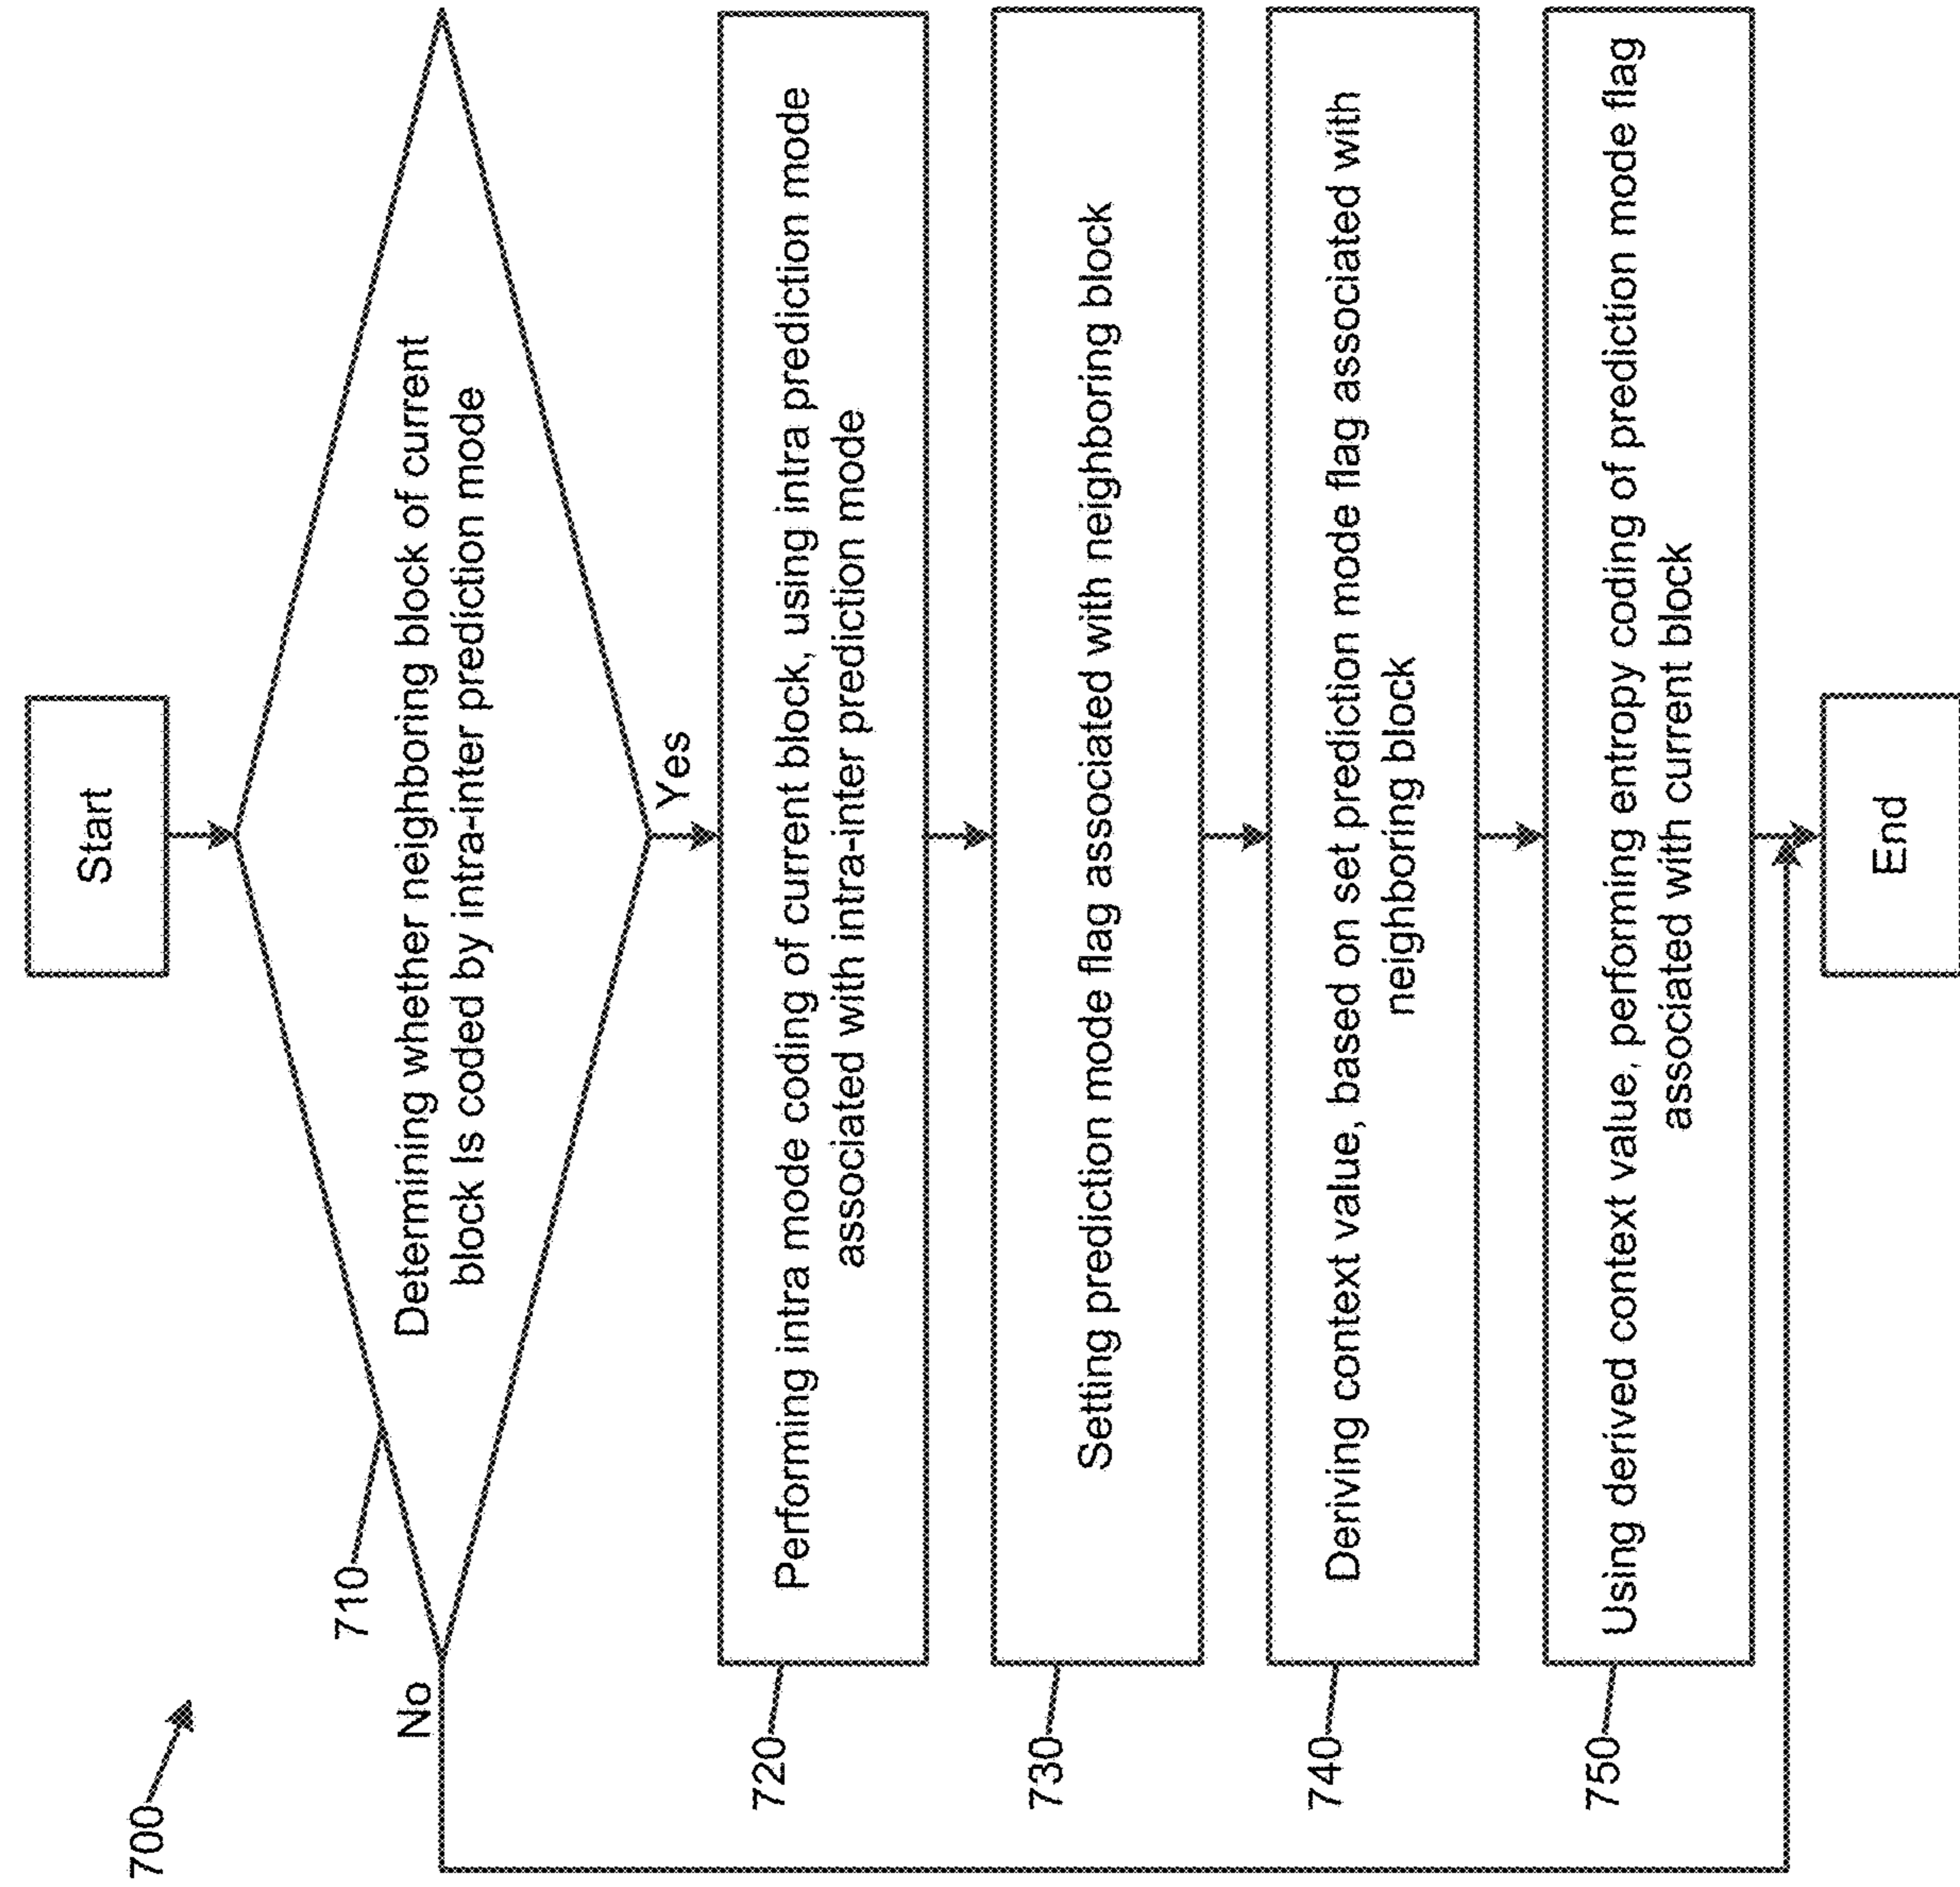 700
Start
710
Determining whether neighboring block of current
block is coded by intra-inter prediction mode
No
Yes
720
Performing intra mode coding of current block, using intra prediction mode
associated with intra-inter prediction mode
730
Setting prediction mode flag associated with neighboring block
740
Deriving context value, based on set prediction mode flag associated with
neighboring block
750
Using derived context value, performing entropy coding of prediction mode flag
associated with current block
End